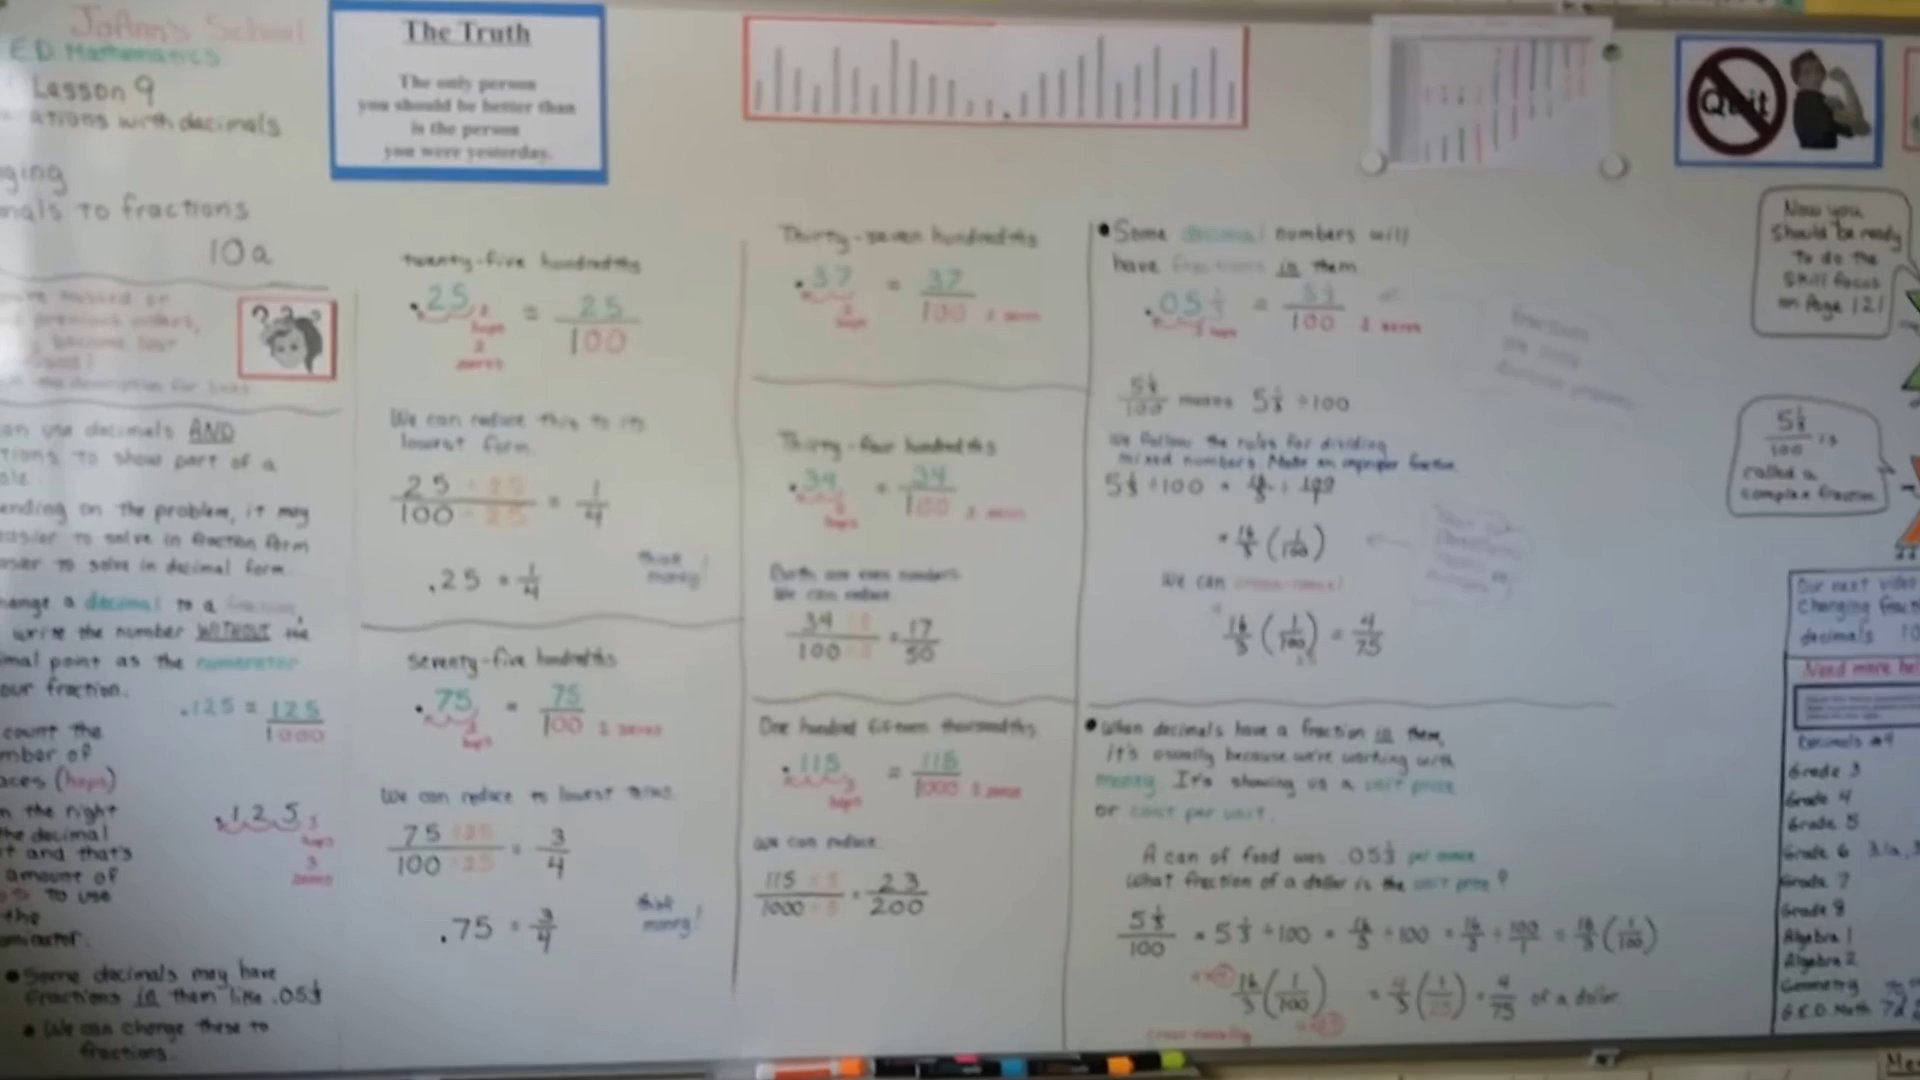 JoAnn's School
ED Mathematics
Lesson 9
erations with decimals
ging
mals to fractions
10a
The Truth
The only person
you should be better than
is the person
you were yesterday.
Quit
can use decimals AND
tions to show part of a
ending on the problem, it may
easier to solve in fraction form
asier to solve in decimal form.
hange a decimal to a
write the number WITHOUT the
imal point as the numerator
our fraction.
.125 = 125/1000
count the
mber of
aces (hops)
m the right
the decimal
t and that's
amount of
to use
the
.125 3
hops
3
zeros
Some decimals may have
fractions in them like .05⅓
We can change these to
fractions.
twenty-five hundredths
.25 2 hops = 25/100
2
zeros
We can reduce this to its
lowest form.
25 ÷ 25/100 ÷ 25 = 1/4
.25 = 1/4
think
money!
Seventy-five hundredths
.75 2 hops = 75/100 2 zeros
We can reduce to lowest terms.
75 ÷25/100 ÷25 = 3/4
.75 = 3/4
think
money!
Thirty-seven hundredths
.37 2 hops = 37/100 2 zeros
Thirty-four hundredths
.34 2 hops = 34/100 2 zeros
Both are even numbers.
We can reduce.
34 ÷2/100 ÷2 = 17/50
One hundred fifteen thousandths
.115 3 hops = 115/1000 3 zeros
We can reduce.
115 ÷5/1000 ÷5 = 23/200
Some decimal numbers will
have fractions in them.
.05⅓ 2 hops = 5⅓/100 2 zeros
5⅓/100 means 5⅓ ÷ 100
We follow the rules for dividing
mixed numbers. Make an improper fraction.
5⅓ ÷ 100 = 16/3 ÷ 100/1
= 16/3 (1/100)
We can cross-cancel
16/3 (1/100) = 4/75
When decimals have a fraction in them,
it's usually because we're working with
money. It's showing us a unit price
or cost per unit.
A can of food was .05⅓ per ounce.
What fraction of a dollar is the unit price?
5⅓/100 = 5⅓ ÷ 100 = 16/3 ÷ 100 = 16/3 ÷ 100/1 = 16/3 (1/100)
16/3 (1/100) = 4/3 (1/25) = 4/75 of a dollar
Now you
should be ready
to do the
skill focus
on Page 121
5⅓/100 is
called a
complex fraction
Our next video
Changing fract
decimals 10
Need more hel
Decimals #4
Grade 3
Grade 4
Grade 5
Grade 6
Grade 7
Grade 8
Algebra 1
Algebra 2
Geometry
G.E.D. Math